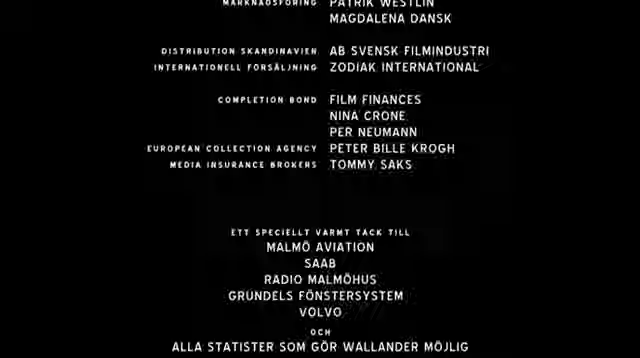 MARKNADSFÖRING PATRIK WESTLIN
MAGDALENA DANSK
DISTRIBUTION SKANDINAVIEN AB SVENSK FILMINDUSTRI
INTERNATIONELL FÖRSÄLJNING ZODIAK INTERNATIONAL
COMPLETION BOND FILM FINANCES
NINA CRONE
PER NEUMANN
EUROPEAN COLLECTION AGENCY PETER BILLE KROGH
MEDIA INSURANCE BROKERS TOMMY SAKS
ETT SPECIELLT VARMT TACK TILL
MALMÖ AVIATION
SAAB
RADIO MALMÖHUS
GRUNDELS FÖNSTERSYSTEM
VOLVO
OCH
ALLA STATISTER SOM GÖR WALLANDER MÖJLIG